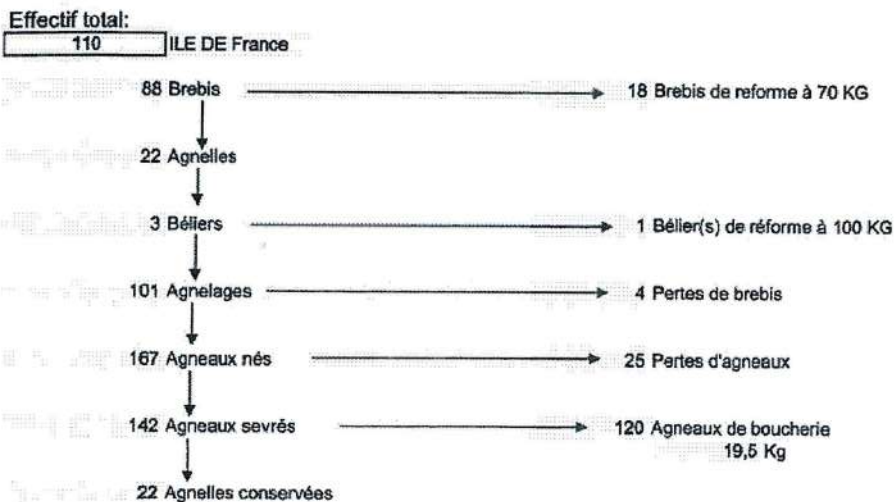 Effectif total:
110 ILE DE France
88 Brebis 18 Brebis de reforme à 70 KG
22 Agnelles
3 Béliers 1 Bélier(s) de réforme à 100 KG
101 Agnelages 4 Pertes de brebis
167 Agneaux nés 25 Pertes d'agneaux
142 Agneaux sevrés 120 Agneaux de boucherie
19,5 Kg
22 Agnelles conservées